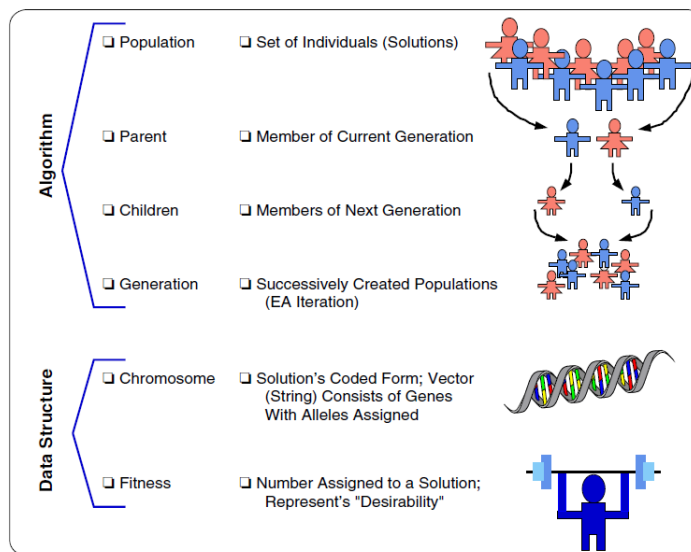 Algorithm
❑ Population ❑ Set of Individuals (Solutions)
❑ Parent ❑ Member of Current Generation
❑ Children ❑ Members of Next Generation
❑ Generation ❑ Successively Created Populations
(EA Iteration)
Data Structure
❑ Chromosome ❑ Solution's Coded Form; Vector
(String) Consists of Genes
With Alleles Assigned
❑ Fitness ❑ Number Assigned to a Solution;
Represent's "Desirability"